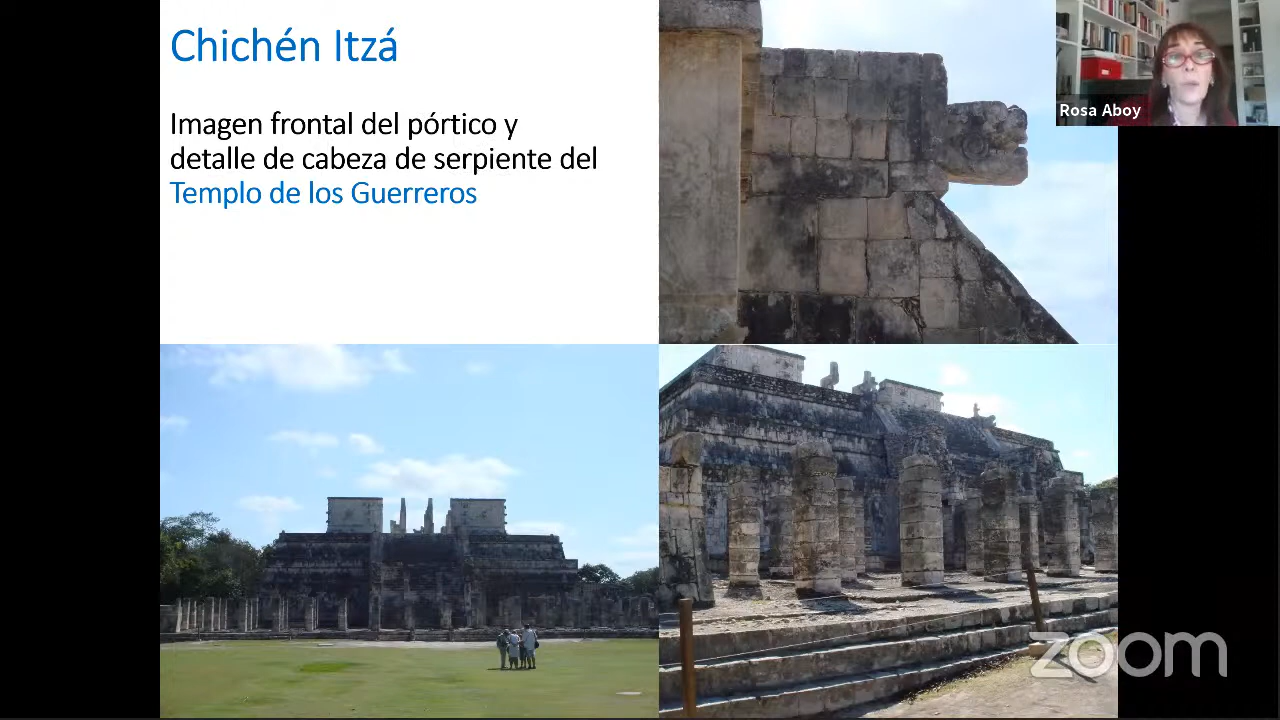 Chichén Itzá
Imagen frontal del pórtico y
detalle de cabeza de serpiente del
Templo de los Guerreros
Rosa Aboy
zoom